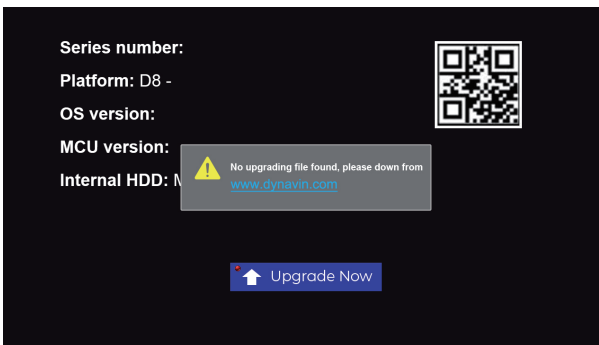 Series number:
Platform: D8 -
OS version:
MCU version:
Internal HDD:
No upgrading file found, please down from
www.dynavin.com
Upgrade Now